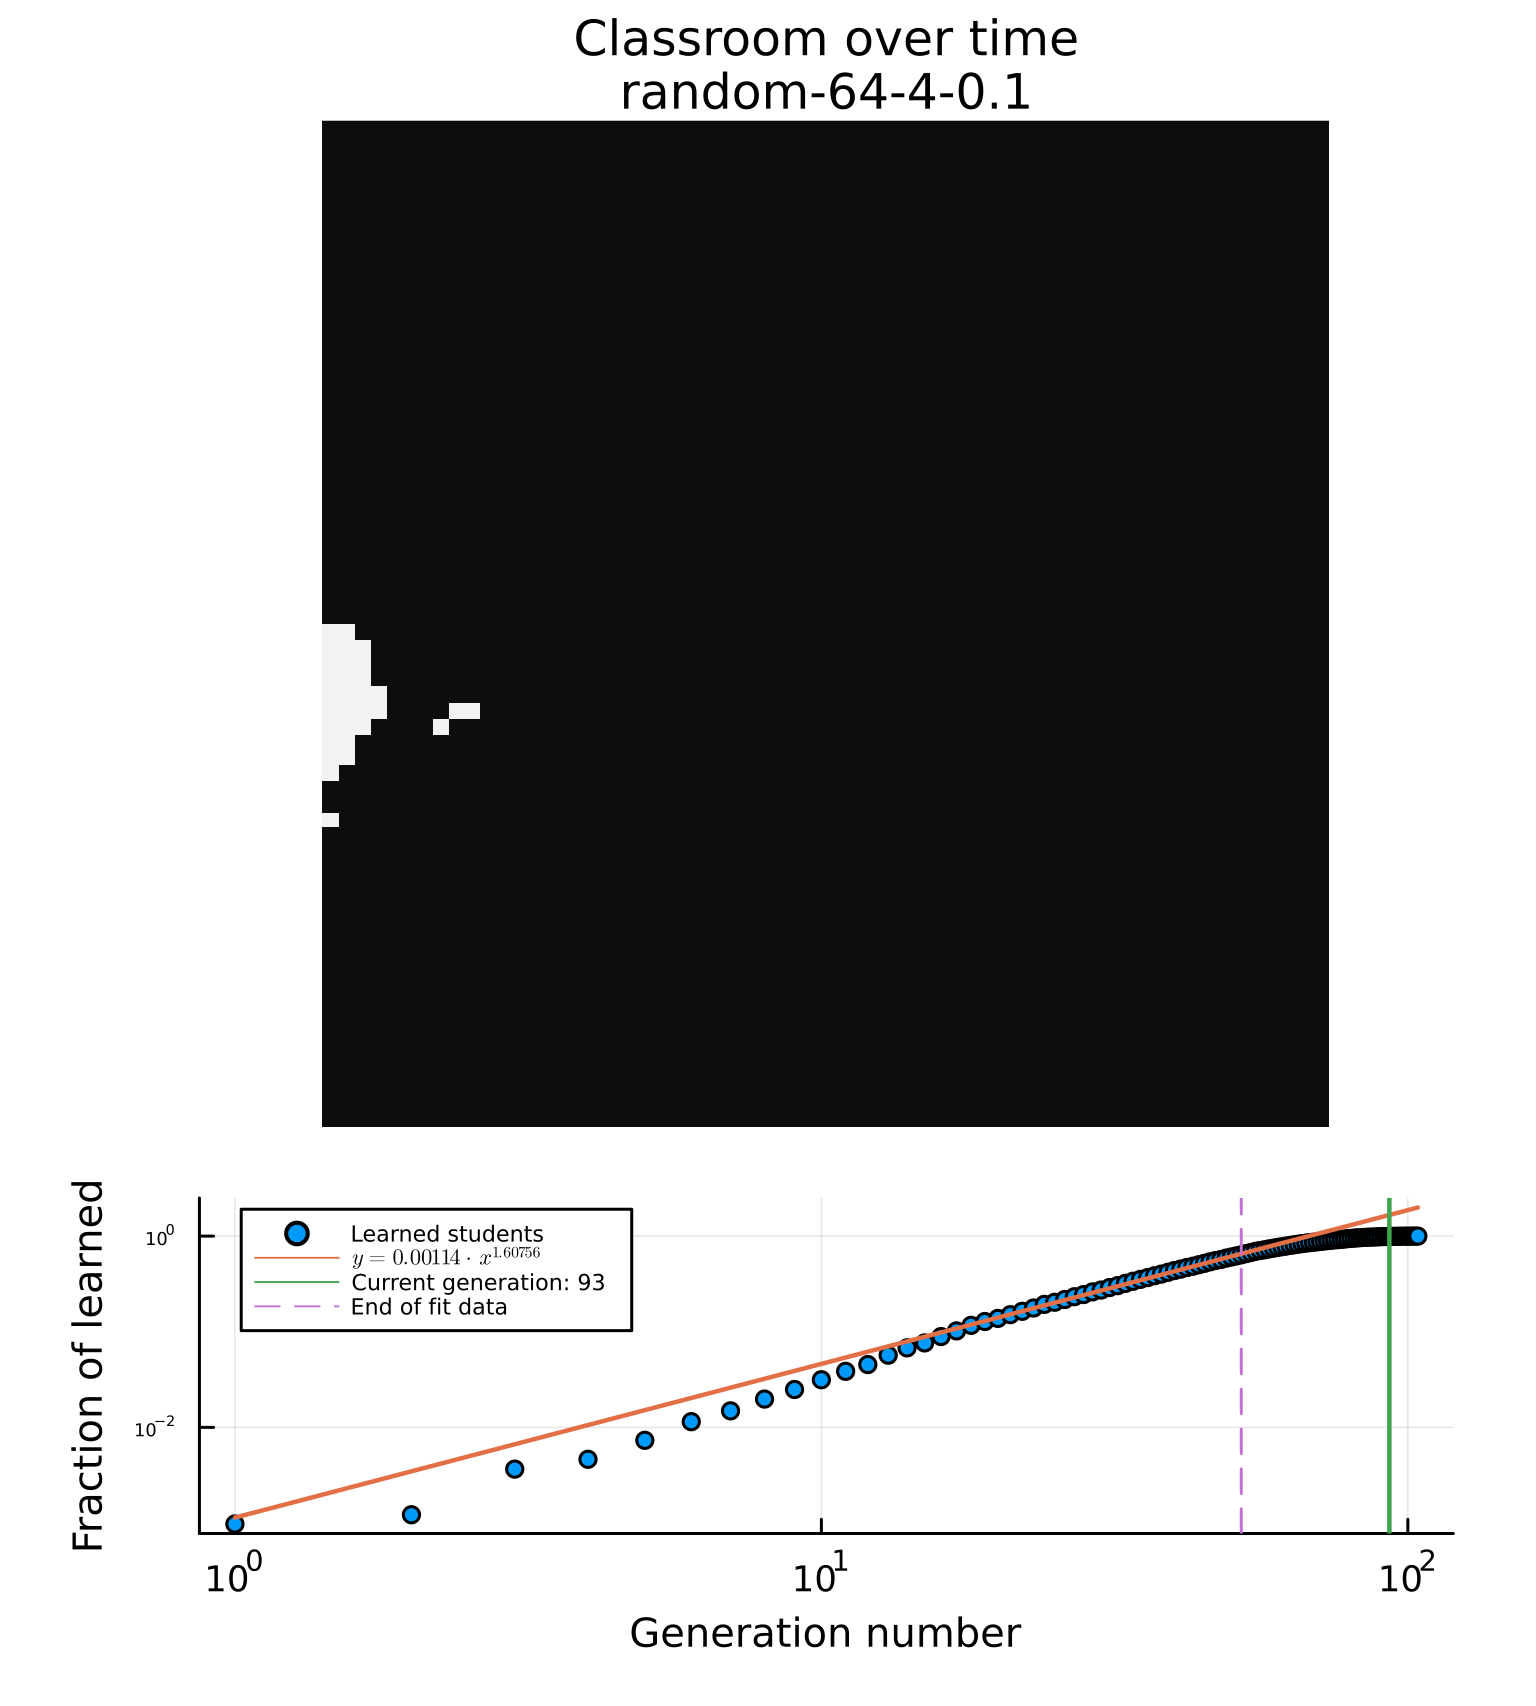 Classroom over time
random-64-4-0.1
Fraction of learned
10^0
10^-2
Learned students
y = 0.00114 · x^1.60756
Current generation: 93
End of fit data
10^0
10^1
10^2
Generation number